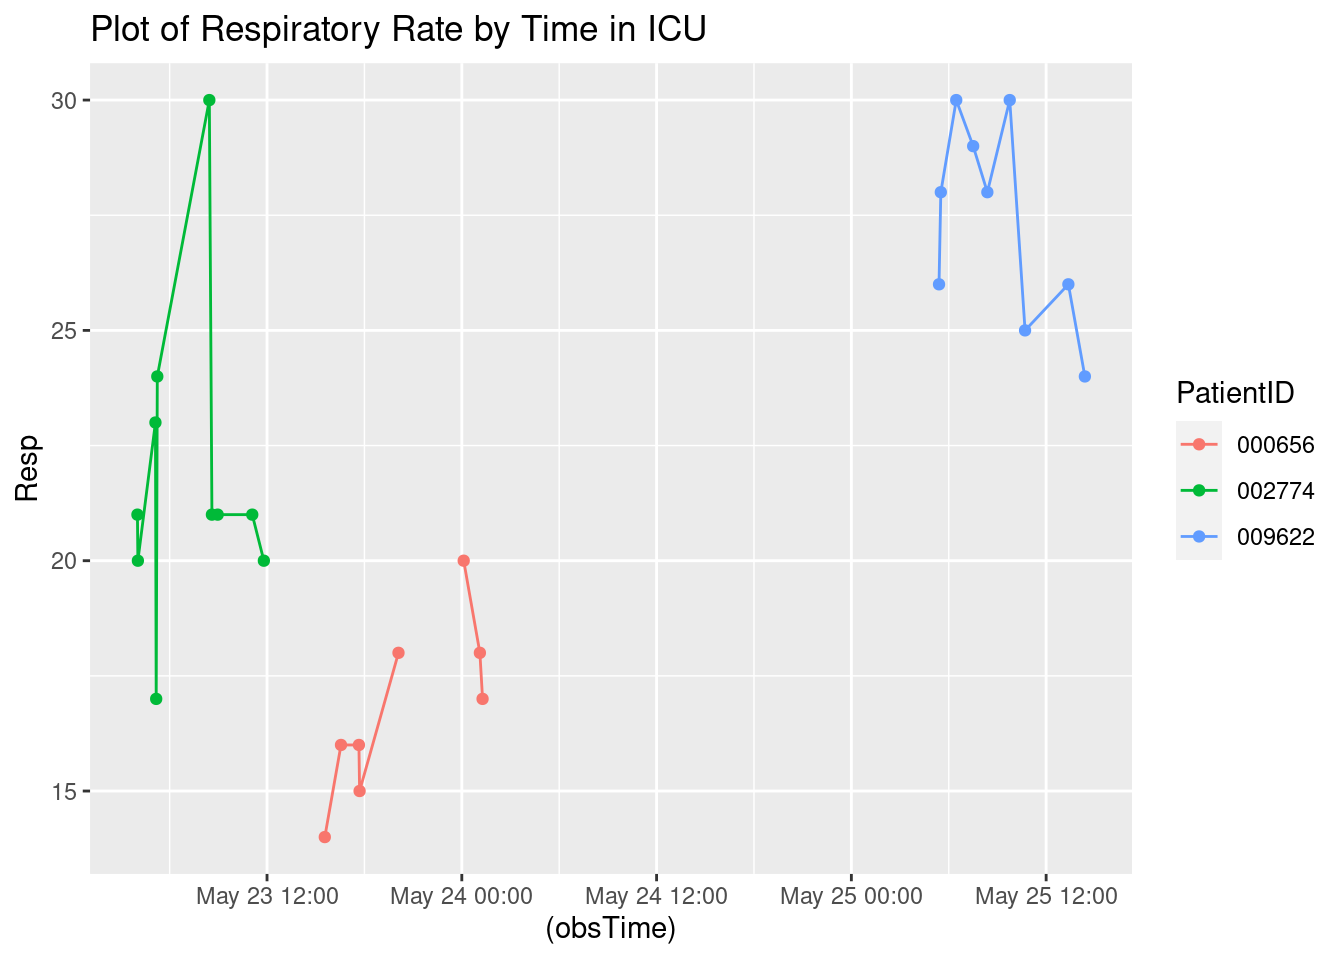 Plot of Respiratory Rate by Time in ICU
30
25
20
15
Resp
May 23 12:00
May 24 00:00
May 24 12:00
May 25 00:00
May 25 12:00
(obsTime)
PatientID
000656
002774
009622